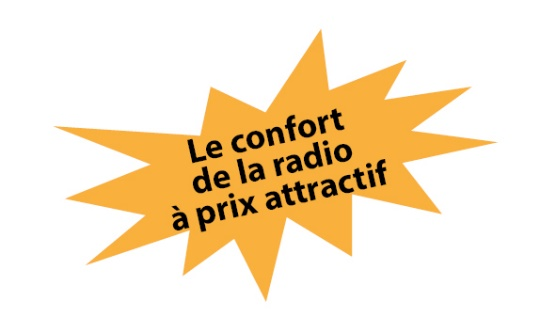 Le confort
de la radio
à prix attractif